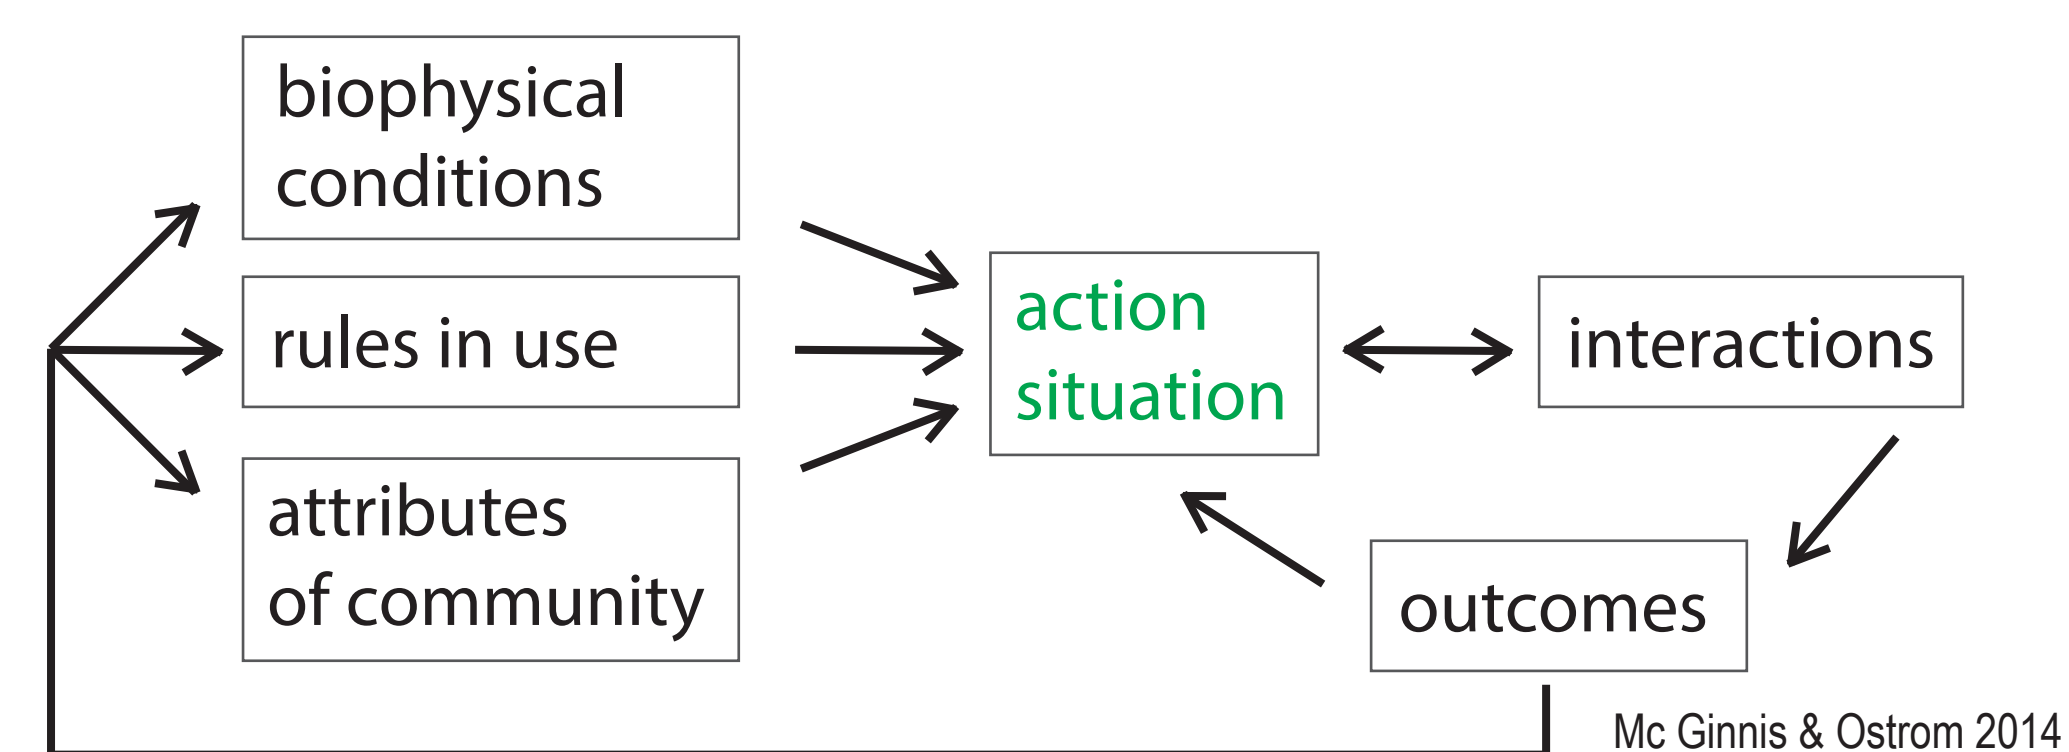 biophysical
conditions
rules in use
attributes
of community
action
situation
interactions
outcomes
Mc Ginnis & Ostrom 2014